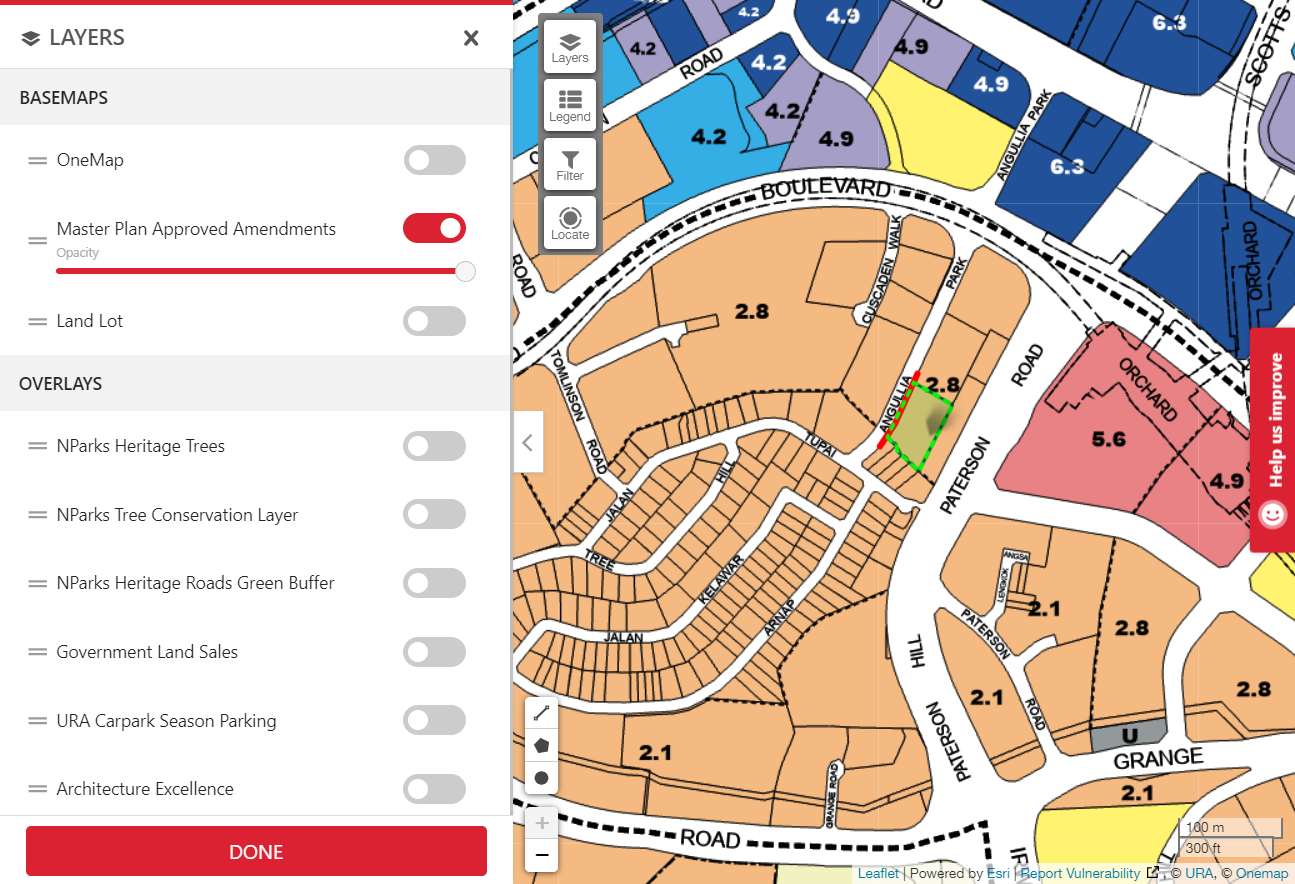 LAYERS
BASEMAPS
OneMap
Master Plan Approved Amendments
Opacity
Land Lot
OVERLAYS
NParks Heritage Trees
NParks Tree Conservation Layer
NParks Heritage Roads Green Buffer
Government Land Sales
URA Carpark Season Parking
Architecture Excellence
DONE
Layers
Legend
Filter
Locate
4.2
4.9
6.3
4.2
4.9
ROAD
4.2
4.9
SCOTTS
4.2
4.2
4.9
ANGULLIA PARK
6.3
BOULEVARD
CUSCADEN WALK
ORCHARD
ORCHARD
ROAD
PARK
2.8
TOMLINSON
ROAD
ANGULLIA
2.8
ROAD
ORCHARD
5.6
4.9
TUPAI
HILL
JALAN
PATERSON
TREE
KELAWAR
ARNAP
JALAN
ANGSA
LENGKOK
2.1
PATERSON
ROAD
2.8
HILL
PATERSON
2.1
2.8
2.1
U
GRANGE
GRANGE ROAD
2.1
ROAD
100 m
300 ft
Help us improve
Leaflet | Powered by Esri | Report Vulnerability , © URA, © Onemap